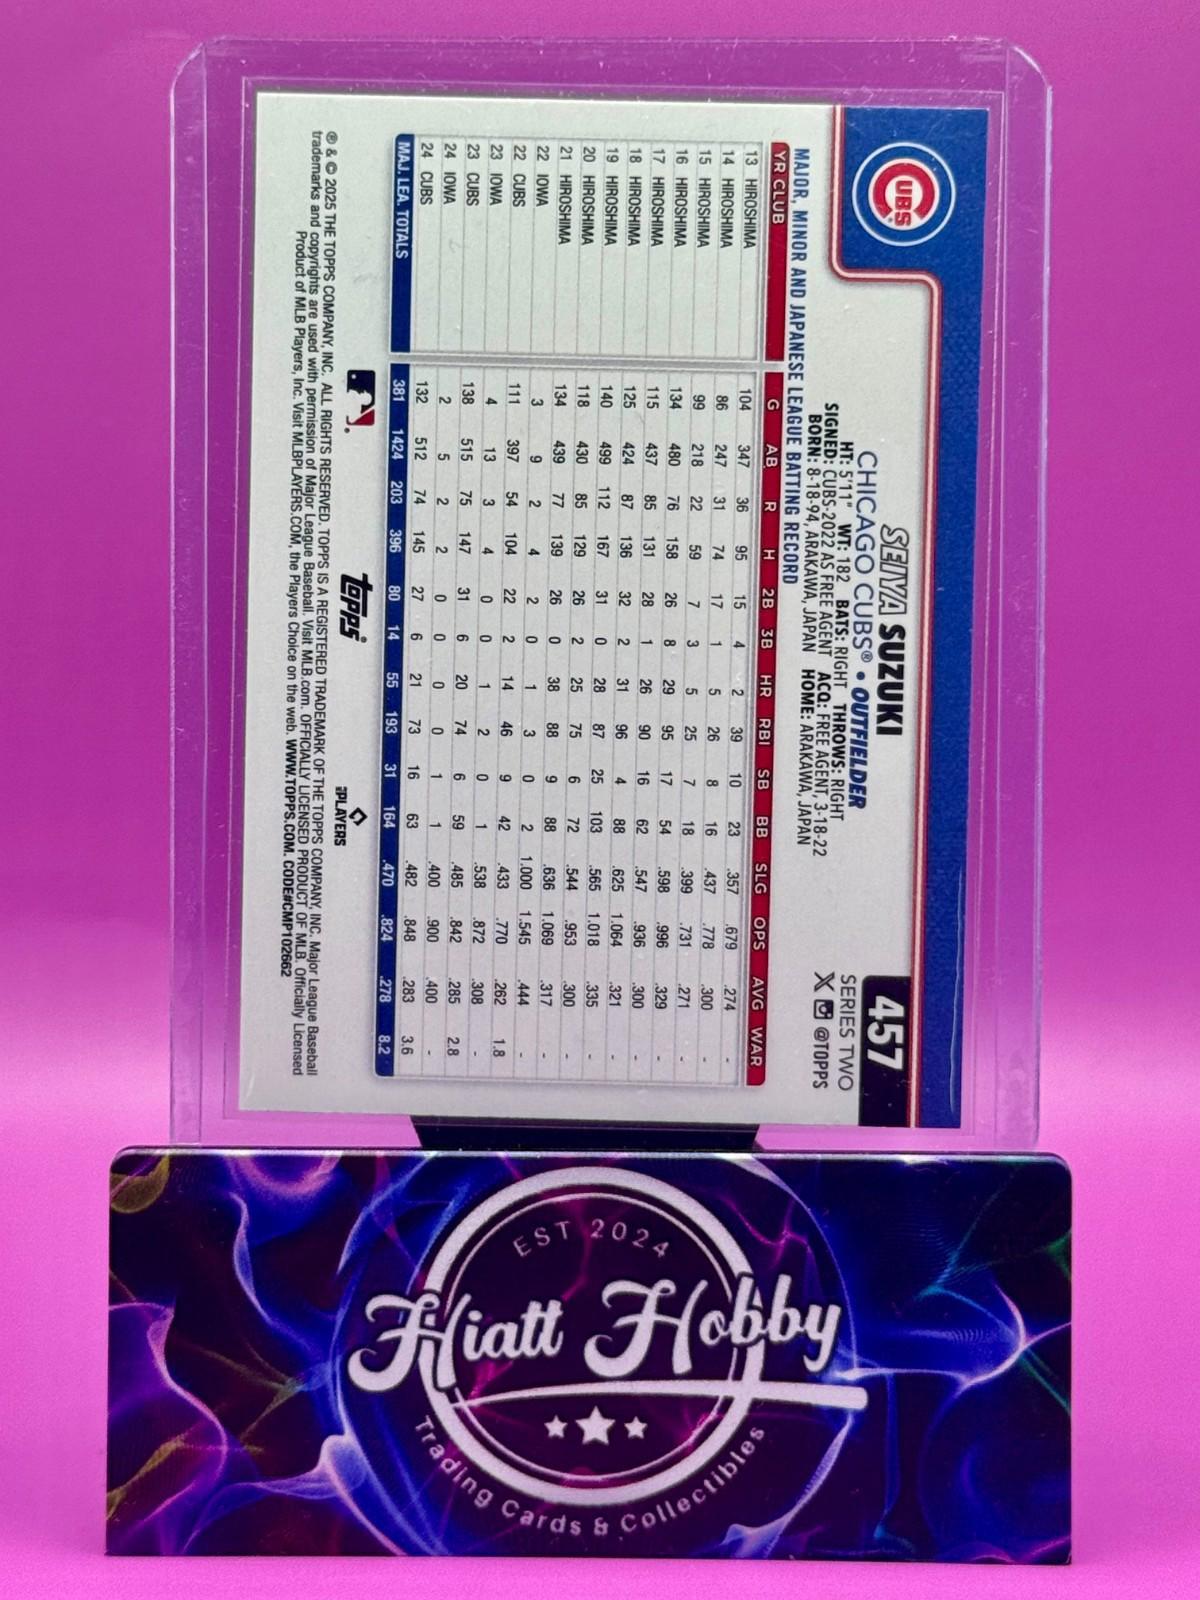 CUBS
SEIYA SUZUKI
CHICAGO CUBS® • OUTFIELDER
HT: 5'11" WT: 182 BATS: RIGHT THROWS: RIGHT
SIGNED: CUBS-2022 AS FREE AGENT ACQ: FREE AGENT, 3-18-22
BORN: 8-18-94, ARAKAWA, JAPAN HOME: ARAKAWA, JAPAN
457
SERIES TWO
X @TOPPS
MAJOR, MINOR AND JAPANESE LEAGUE BATTING RECORD
YR CLUB G AB R H 2B 3B HR RBI SB BB SLG OPS AVG WAR
13 HIROSHIMA 104 347 36 95 15 4 2 39 10 23 .357 .679 .274 -
14 HIROSHIMA 86 247 31 74 17 1 5 26 8 16 .437 .778 .300 -
15 HIROSHIMA 99 218 22 59 7 3 5 25 7 18 .399 .731 .271 -
16 HIROSHIMA 134 480 76 158 26 8 29 95 17 54 .598 .996 .329 -
17 HIROSHIMA 115 437 85 131 28 1 26 90 16 62 .547 .936 .300 -
18 HIROSHIMA 125 424 87 136 32 2 31 96 4 88 .625 1.064 .321 -
19 HIROSHIMA 140 499 112 167 31 0 28 87 25 103 .565 1.018 .335 -
20 HIROSHIMA 118 430 85 129 26 2 25 75 6 72 .544 .953 .300 -
21 HIROSHIMA 134 439 77 139 26 0 38 88 9 88 .636 1.069 .317 -
22 IOWA 3 9 2 4 2 0 1 3 0 2 1.000 1.545 .444 -
22 CUBS 111 397 54 104 22 2 14 46 9 42 .433 .770 .262 1.8
23 IOWA 4 13 3 4 0 0 1 2 0 1 .538 .872 .308 -
23 CUBS 138 515 75 147 31 6 20 74 6 59 .485 .842 .285 2.8
24 IOWA 2 5 2 2 0 0 0 0 1 1 .400 .900 .400 -
24 CUBS 132 512 74 145 27 6 21 73 16 63 .482 .848 .283 3.6
MAJ. LEA. TOTALS 381 1424 203 396 80 14 55 193 31 164 .470 .824 .278 8.2
topps
PLAYERS
® & © 2025 THE TOPPS COMPANY, INC. ALL RIGHTS RESERVED. TOPPS IS A REGISTERED TRADEMARK OF THE TOPPS COMPANY, INC. Major League Baseball
trademarks and copyrights are used with permission of Major League Baseball. Visit MLB.com. OFFICIALLY LICENSED PRODUCT OF MLB. Officially Licensed
Product of MLB Players, Inc. Visit MLBPLAYERS.COM, the Players Choice on the web. WWW.TOPPS.COM. CODE#CMP102662
EST 2024
Hiatt Hobby
Trading Cards & Collectibles